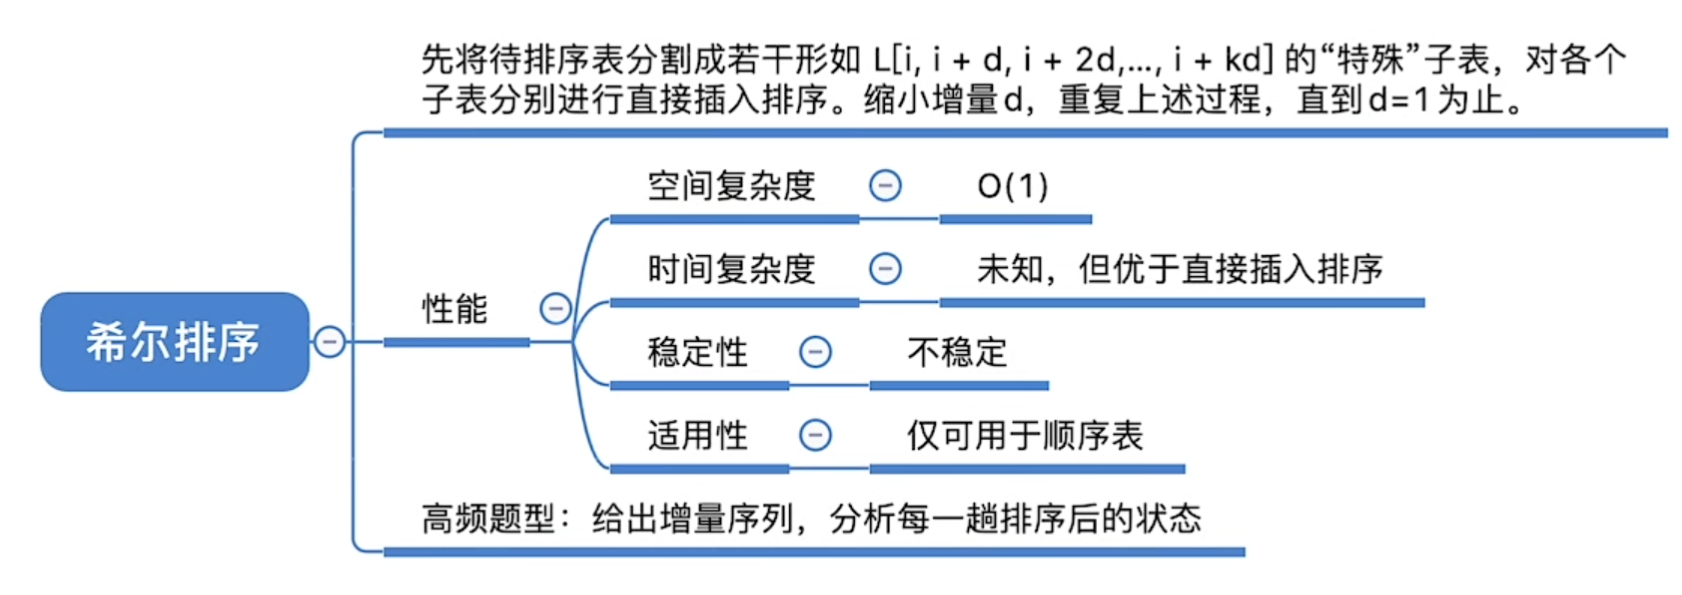 先将待排序表分割成若干形如 L[i, i + d, i + 2d,..., i + kd] 的“特殊”子表，对各个
子表分别进行直接插入排序。缩小增量d，重复上述过程，直到d=1为止。
空间复杂度 O(1)
时间复杂度 未知，但优于直接插入排序
性能
希尔排序
稳定性 不稳定
适用性 仅可用于顺序表
高频题型：给出增量序列，分析每一趟排序后的状态